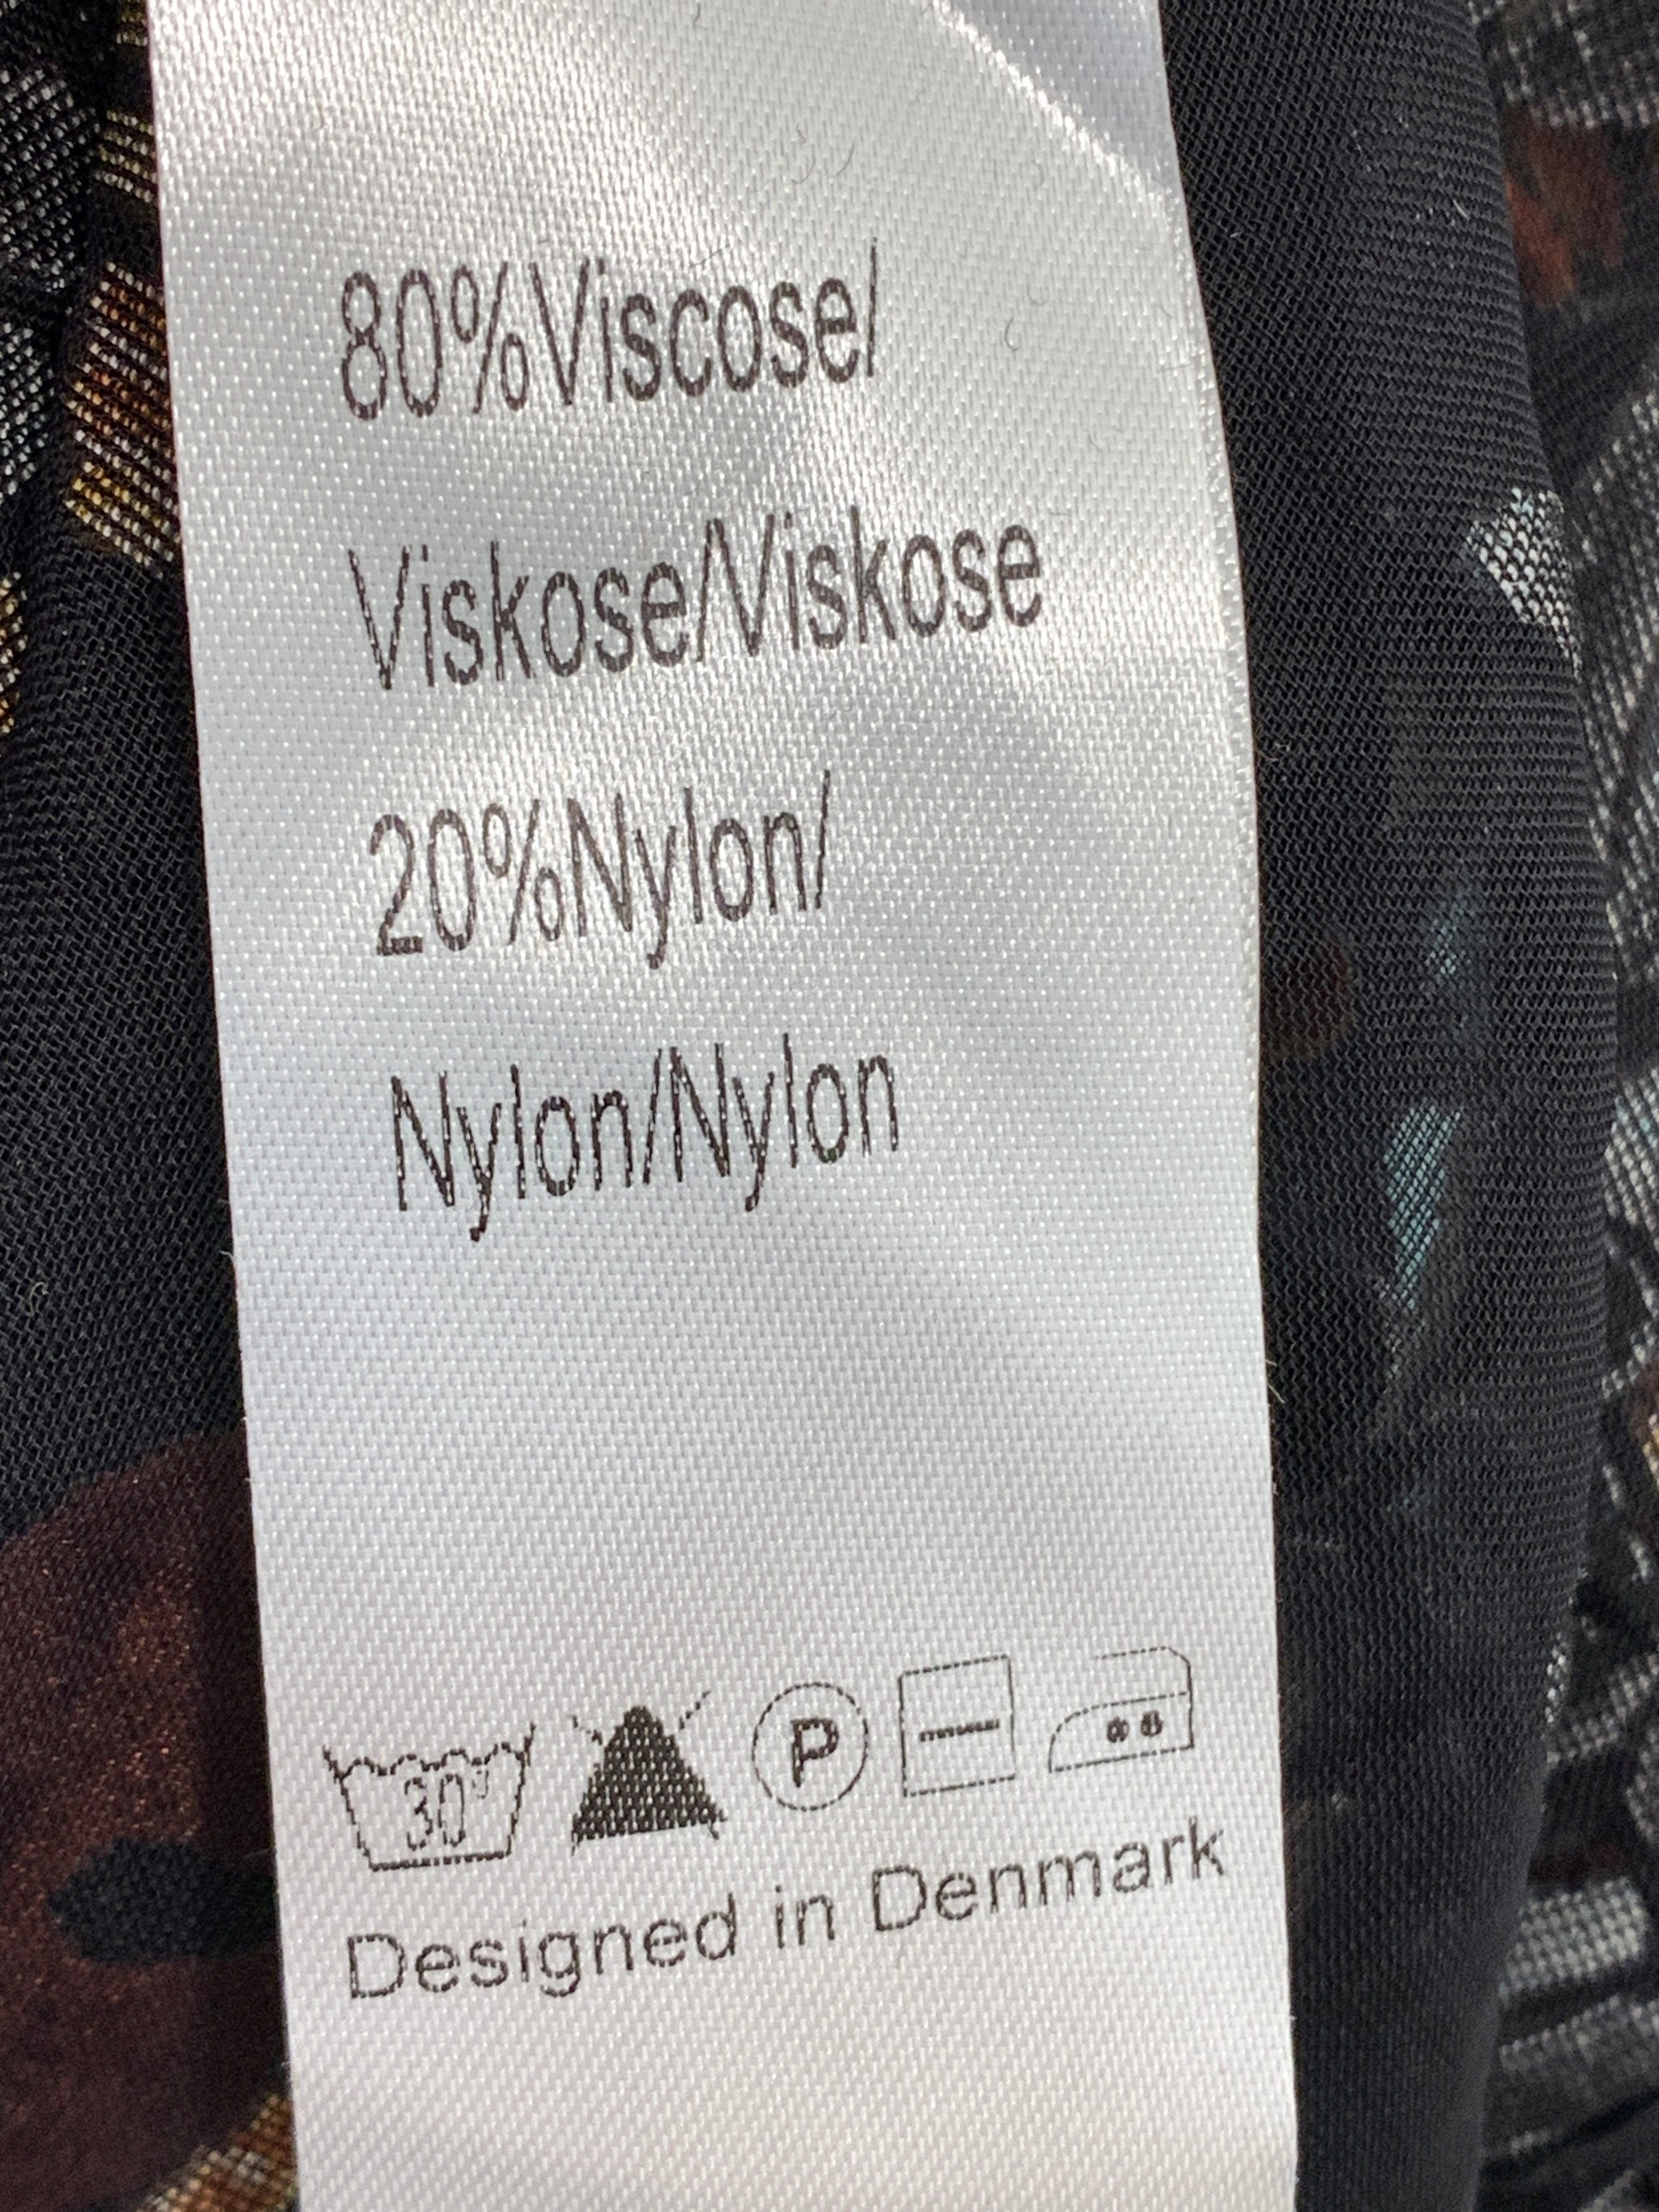 80%Viscose/
Viskose/Viskose
20%Nylon/
Nylon/Nylon
30°
P
Designed in Denmark